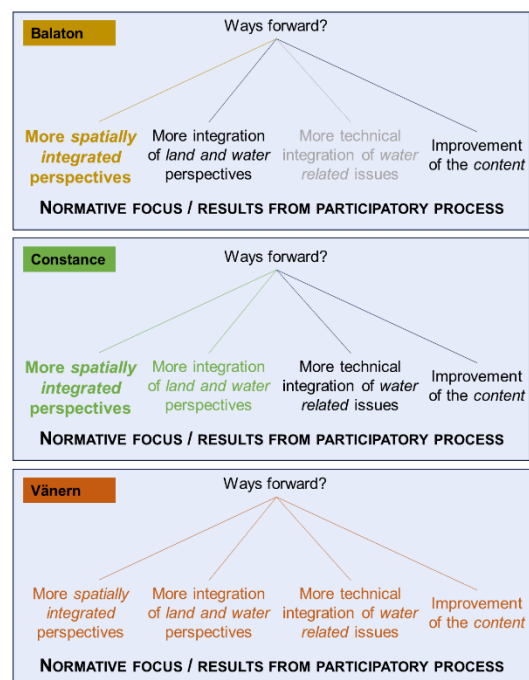 Balaton
Ways forward?
More spatially
integrated
perspectives
More integration
of land and water
perspectives
More technical
integration of water
related issues
Improvement
of the content
NORMATIVE FOCUS / RESULTS FROM PARTICIPATORY PROCESS
Constance
Ways forward?
More spatially
integrated
perspectives
More integration
of land and water
perspectives
More technical
integration of water
related issues
Improvement
of the content
NORMATIVE FOCUS / RESULTS FROM PARTICIPATORY PROCESS
Vänern
Ways forward?
More spatially
integrated
perspectives
More integration
of land and water
perspectives
More technical
integration of water
related issues
Improvement
of the content
NORMATIVE FOCUS / RESULTS FROM PARTICIPATORY PROCESS